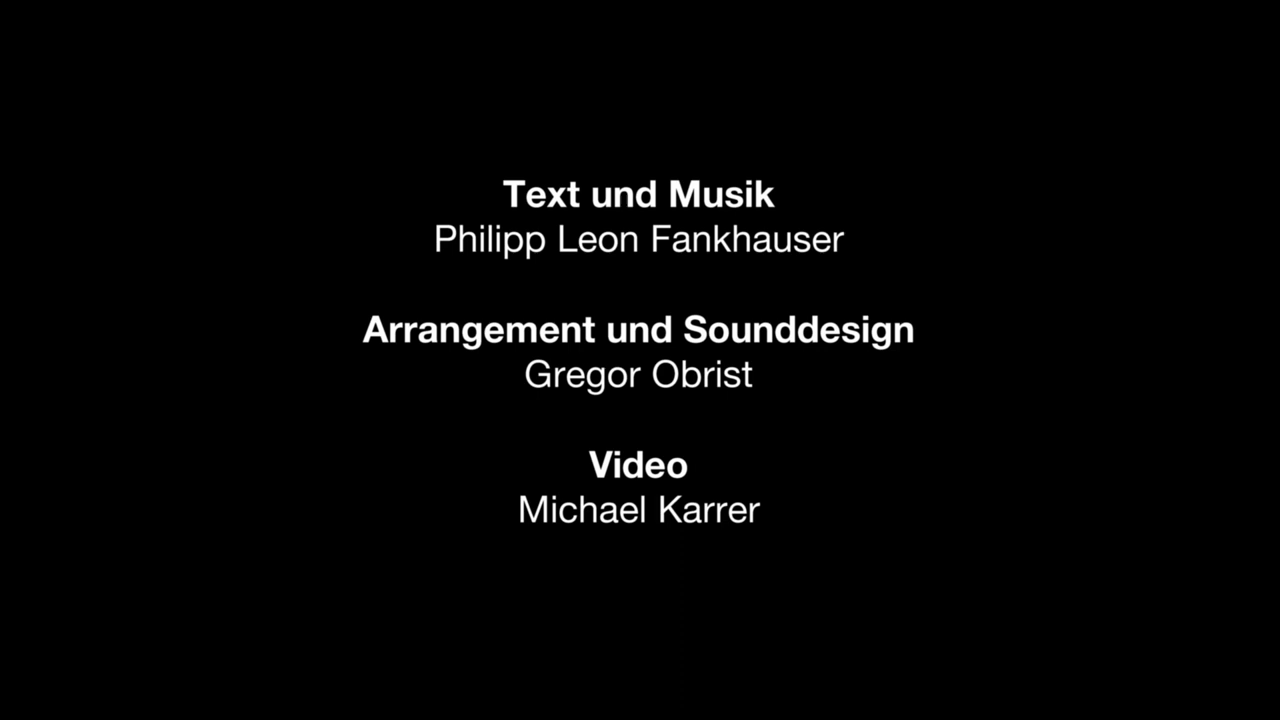 Text und Musik
Philipp Leon Fankhauser
Arrangement und Sounddesign
Gregor Obrist
Video
Michael Karrer